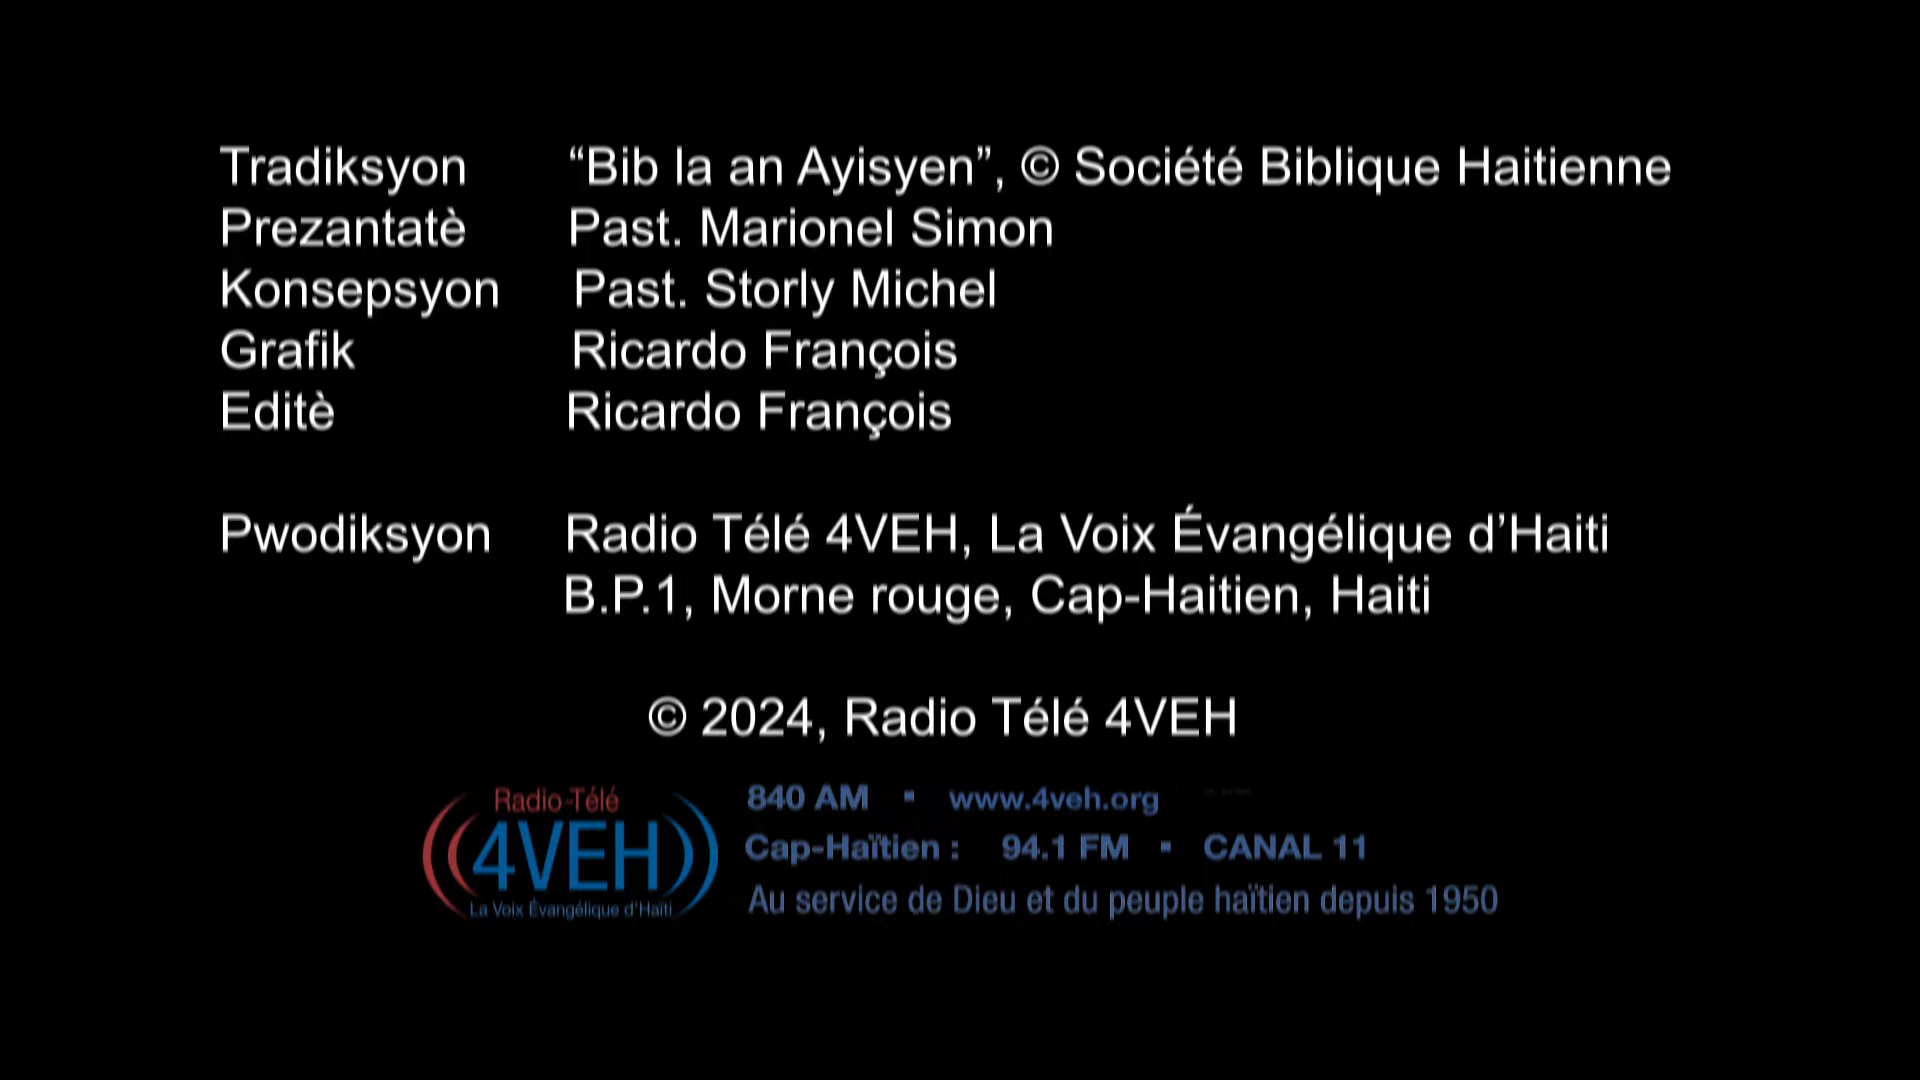 Tradiksyon “Bib la an Ayisyen”, © Société Biblique Haitienne
Prezantatè Past. Marionel Simon
Konsepsyon Past. Storly Michel
Grafik Ricardo François
Editè Ricardo François
Pwodiksyon Radio Télé 4VEH, La Voix Évangélique d’Haiti
B.P.1, Morne rouge, Cap-Haitien, Haiti
© 2024, Radio Télé 4VEH
Radio-Télé
4VEH
La Voix Évangélique d’Haïti
840 AM ▪ www.4veh.org
Cap-Haïtien : 94.1 FM ▪ CANAL 11
Au service de Dieu et du peuple haïtien depuis 1950